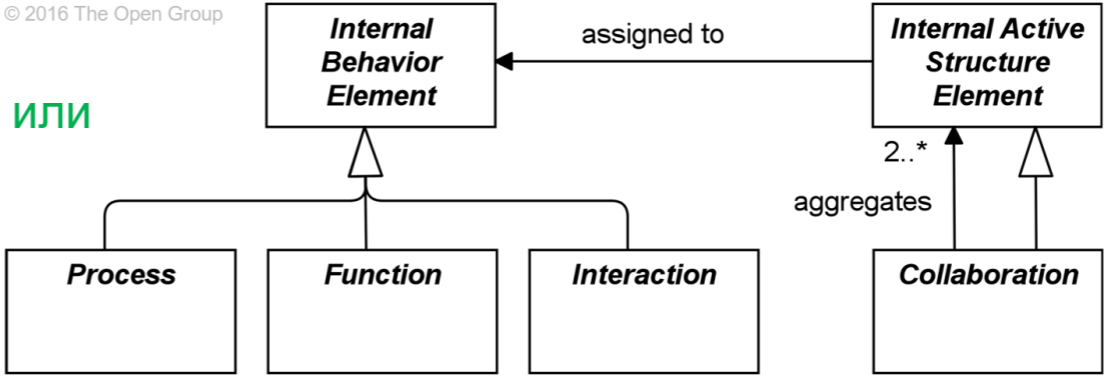 © 2016 The Open Group
Internal
Behavior
Element
assigned to
Internal Active
Structure
Element
или
2..*
aggregates
Process
Function
Interaction
Collaboration